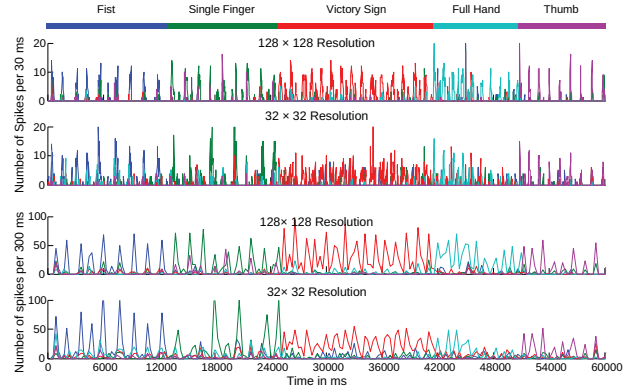 Fist Single Finger Victory Sign Full Hand Thumb
128 × 128 Resolution
20
10
0
32 × 32 Resolution
20
10
0
Number of Spikes per 30 ms
128× 128 Resolution
100
50
0
32× 32 Resolution
100
50
0
Number of spikes per 300 ms
0 6000 12000 18000 24000 30000 36000 42000 48000 54000 60000
Time in ms